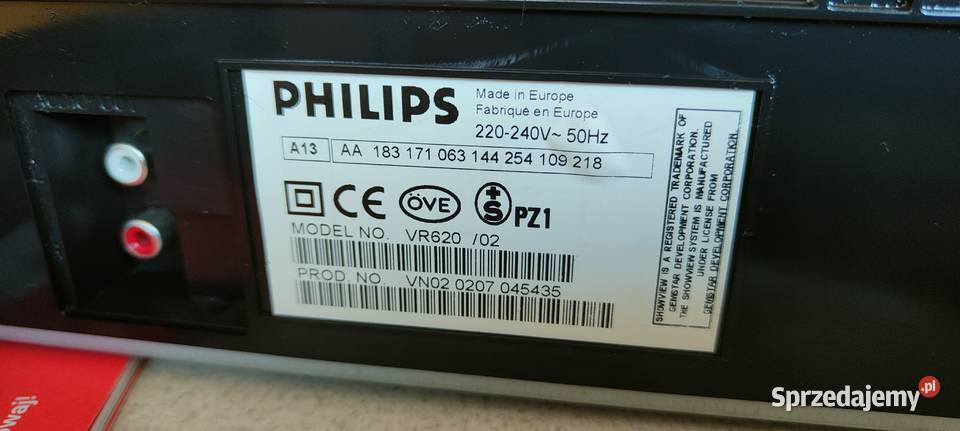 PHILIPS
Made in Europe
Fabriqué en Europe
220-240V~ 50Hz
A13 AA 183 171 063 144 254 109 218
CE ÖVE +S PZ1
MODEL NO. VR620 /02
PROD NO. VN02 0207 045435
SHOWVIEW IS A REGISTERED TRADEMARK OF
GEMSTAR DEVELOPMENT CORPORATION.
THE SHOWVIEW SYSTEM IS MANUFACTURED
UNDER LICENSE FROM
GEMSTAR DEVELOPMENT CORPORATION.
Sprzedajemy.pl